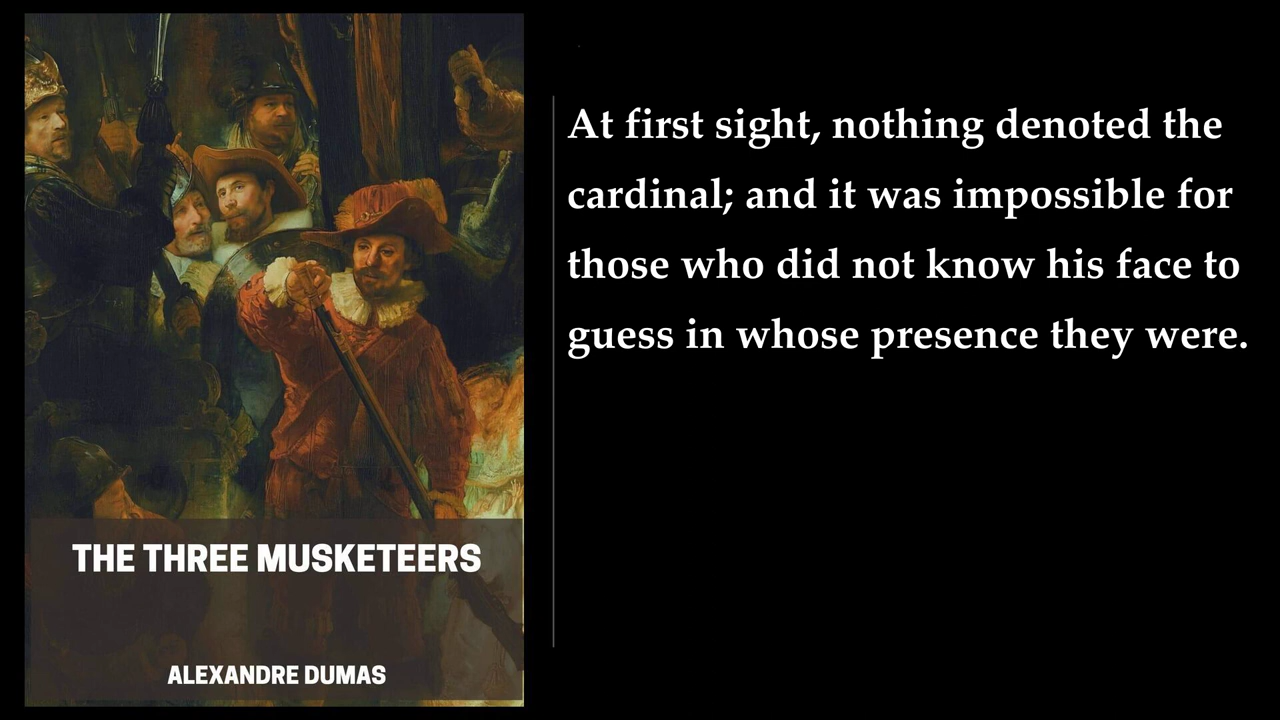 THE THREE MUSKETEERS
ALEXANDRE DUMAS
At first sight, nothing denoted the
cardinal; and it was impossible for
those who did not know his face to
guess in whose presence they were.